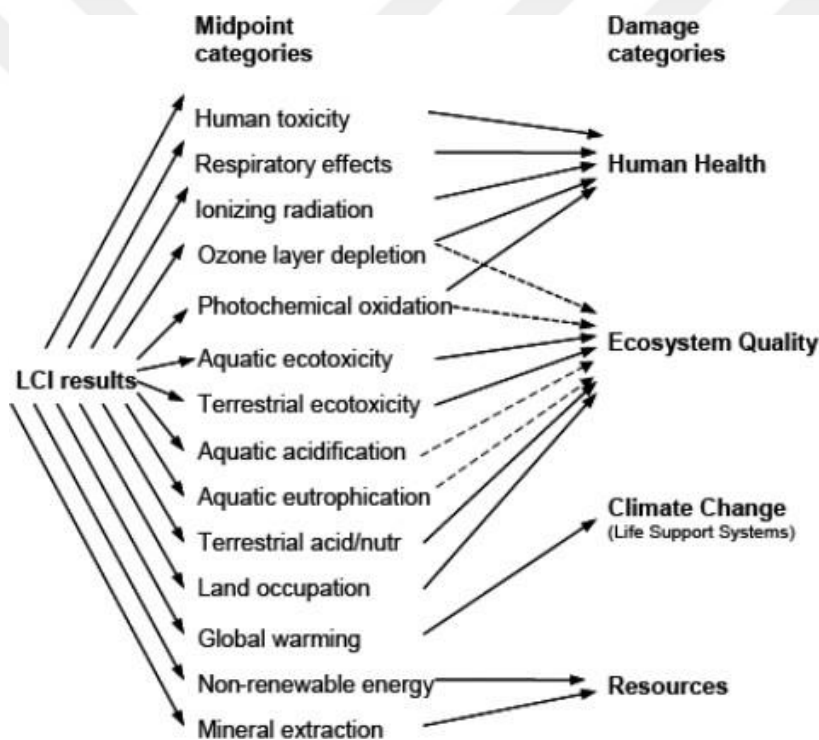 Midpoint
categories
Damage
categories
Human toxicity
Respiratory effects
Human Health
Ionizing radiation
Ozone layer depletion
Photochemical oxidation
Ecosystem Quality
Aquatic ecotoxicity
LCI results
Terrestrial ecotoxicity
Aquatic acidification
Aquatic eutrophication
Climate Change
(Life Support Systems)
Terrestrial acid/nutr
Land occupation
Global warming
Non-renewable energy
Resources
Mineral extraction